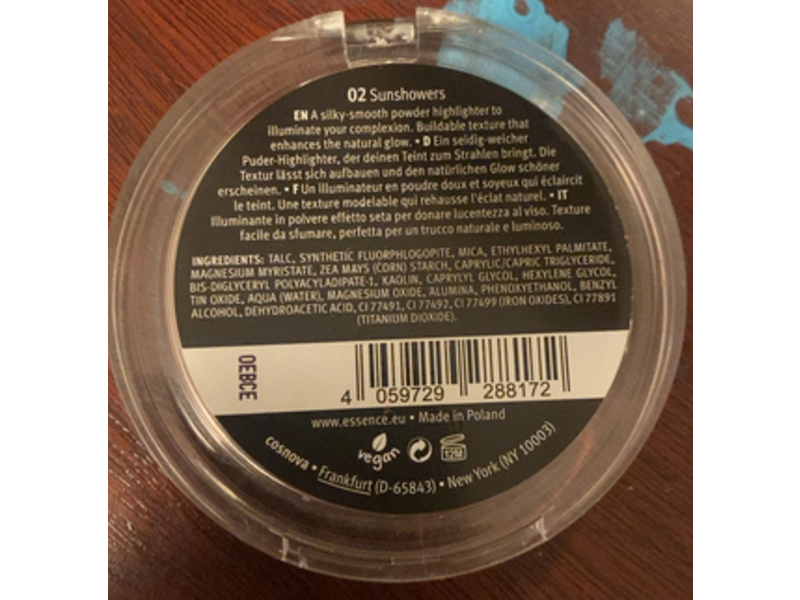 02 Sunshowers
EN A silky-smooth powder highlighter to
illuminate your complexion. Buildable texture that
enhances the natural glow. • D Ein seidig-weicher
Puder-Highlighter, der deinen Teint zum Strahlen bringt. Die
Textur lässt sich aufbauen und den natürlichen Glow schöner
erscheinen. • F Un illuminateur en poudre doux et soyeux qui éclaircit
le teint. Une texture modelable qui rehausse l'éclat naturel. • IT
Illuminante in polvere effetto seta per donare lucentezza al viso. Texture
facile da sfumare, perfetta per un trucco naturale e luminoso.
INGREDIENTS: TALC, SYNTHETIC FLUORPHLOGOPITE, MICA, ETHYLHEXYL PALMITATE,
MAGNESIUM MYRISTATE, ZEA MAYS (CORN) STARCH, CAPRYLIC/CAPRIC TRIGLYCERIDE,
BIS-DIGLYCERYL POLYACYLADIPATE-1, KAOLIN, CAPRYLYL GLYCOL, HEXYLENE GLYCOL,
TIN OXIDE, AQUA (WATER), MAGNESIUM OXIDE, ALUMINA, PHENOXYETHANOL, BENZYL
ALCOHOL, DEHYDROACETIC ACID, CI 77491, CI 77492, CI 77499 (IRON OXIDES), CI 77891
(TITANIUM DIOXIDE).
OEBCE
4 059729 288172
www.essence.eu • Made in Poland
vegan
12M
cosnova • Frankfurt (D-65843) • New York (NY 10003)